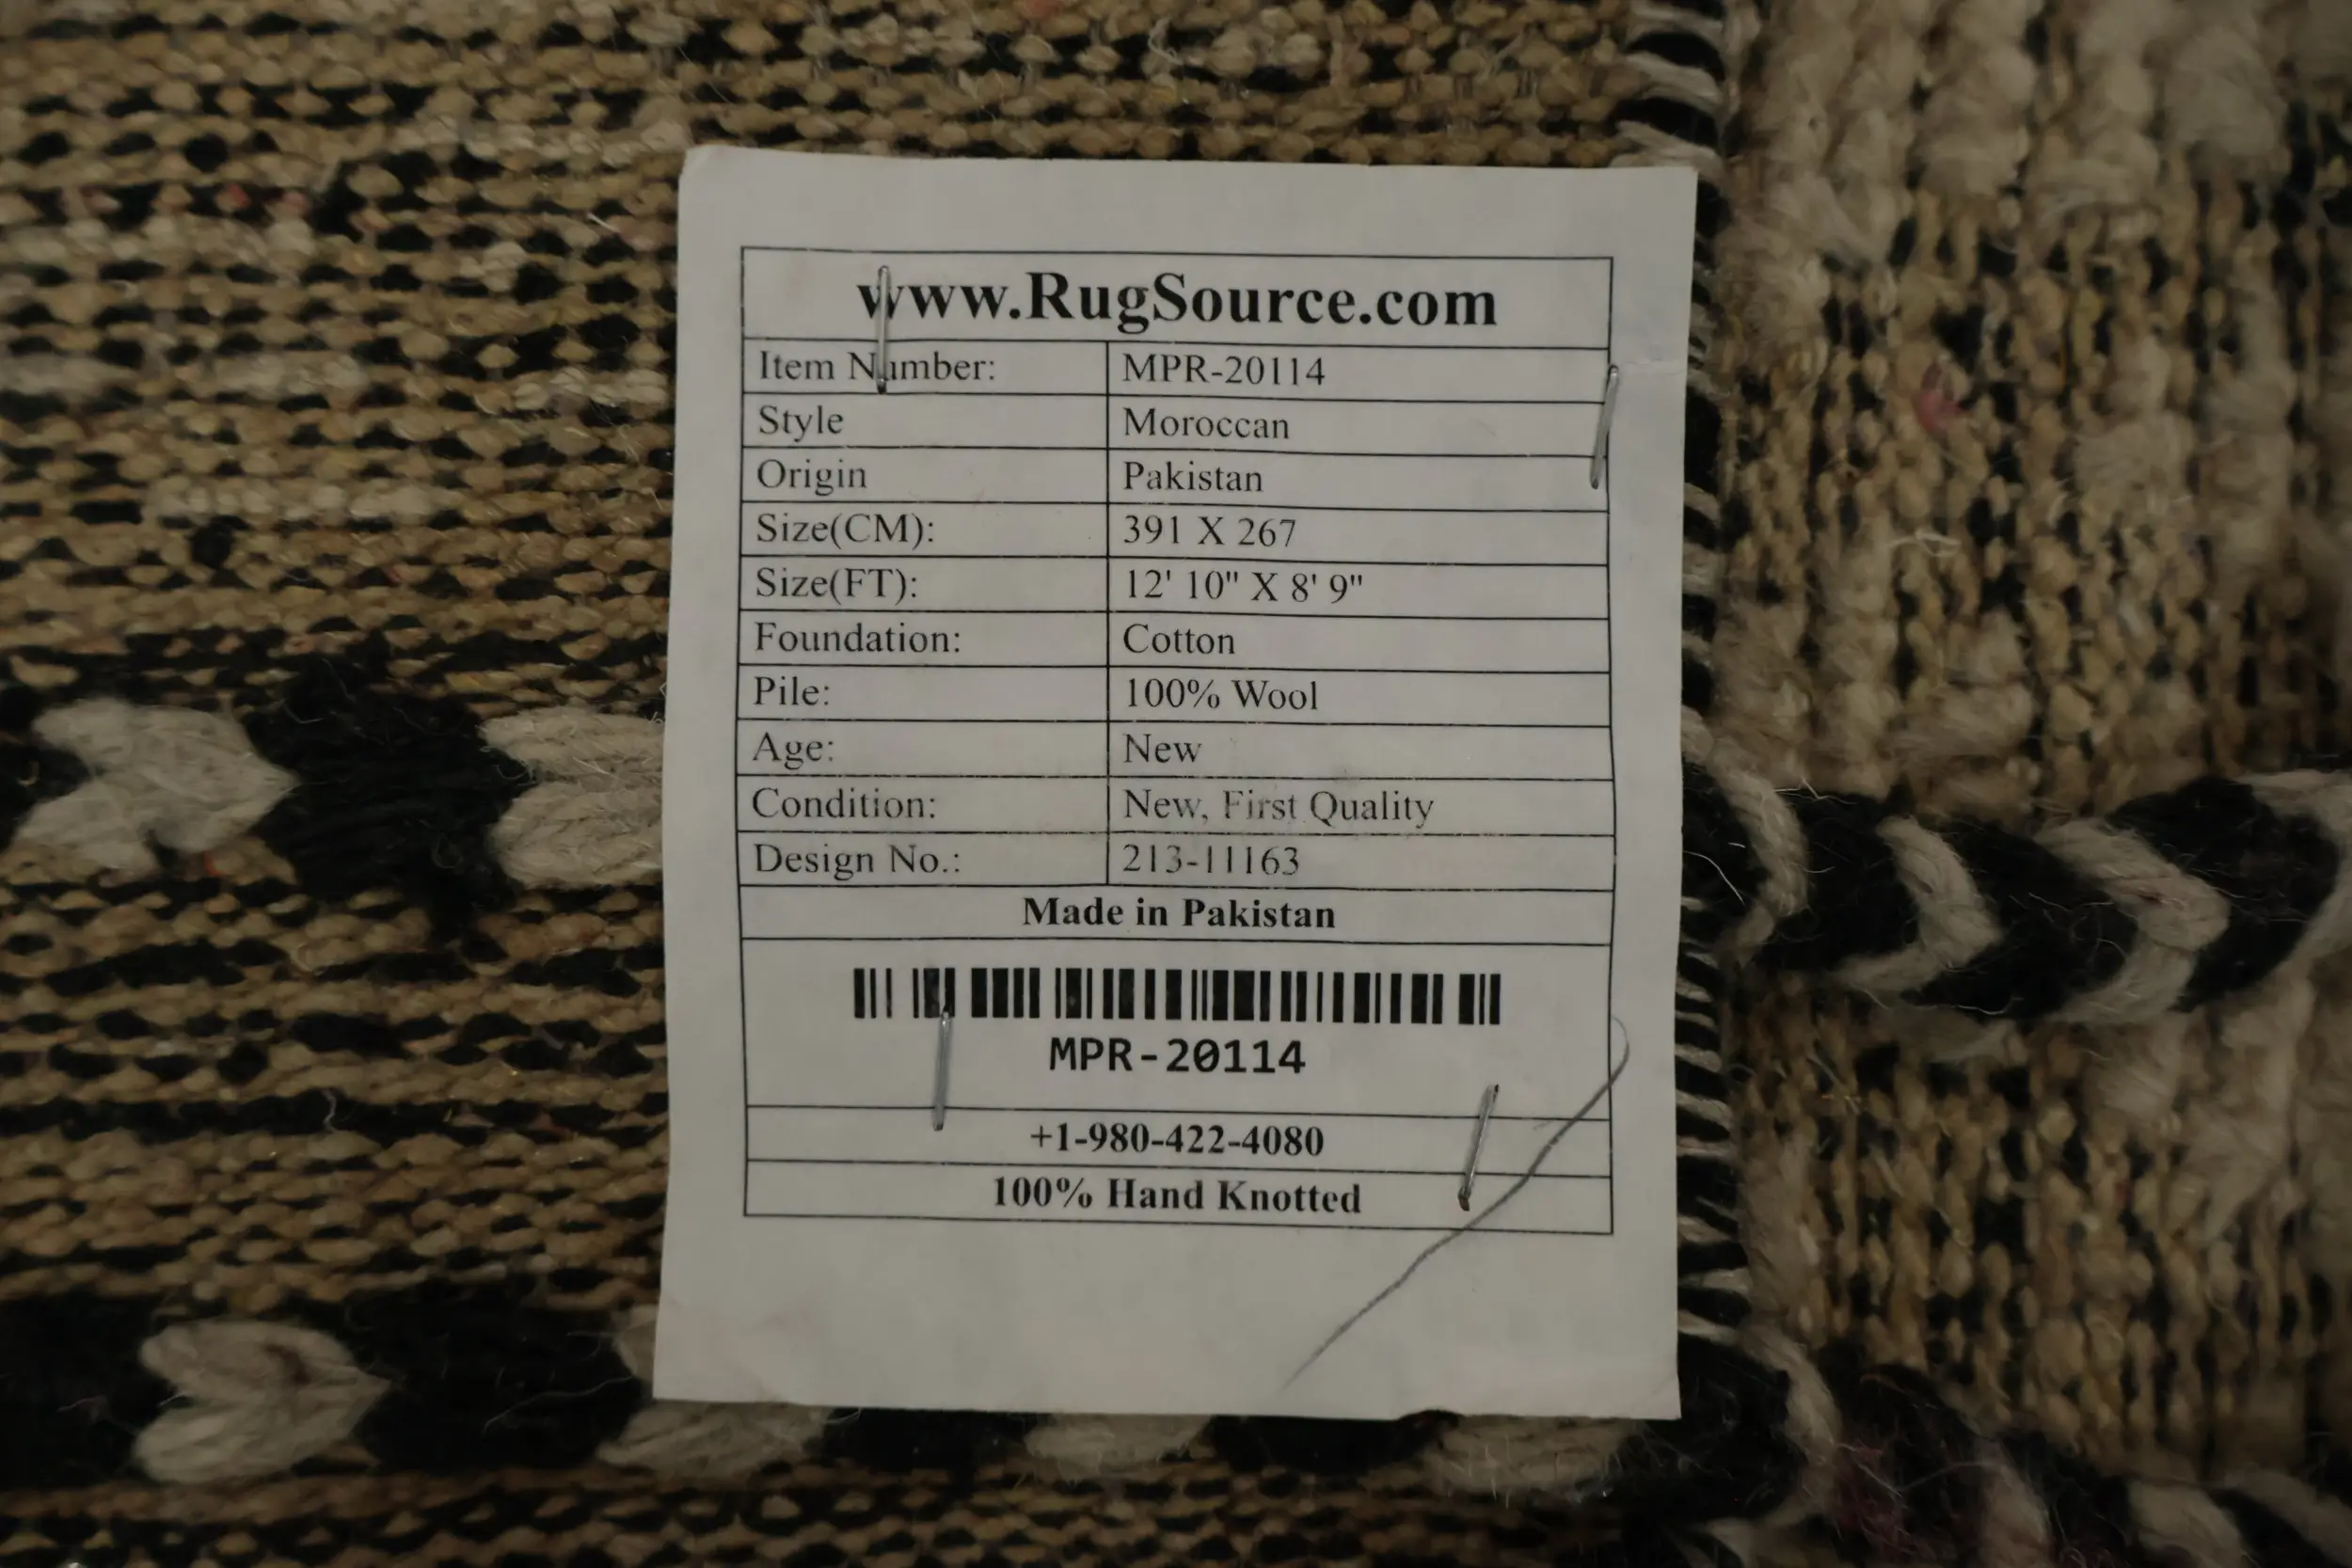 www.RugSource.com
Item Number: MPR-20114
Style Moroccan
Origin Pakistan
Size(CM): 391 X 267
Size(FT): 12' 10" X 8' 9"
Foundation: Cotton
Pile: 100% Wool
Age: New
Condition: New, First Quality
Design No.: 213-11163
Made in Pakistan
MPR-20114
+1-980-422-4080
100% Hand Knotted